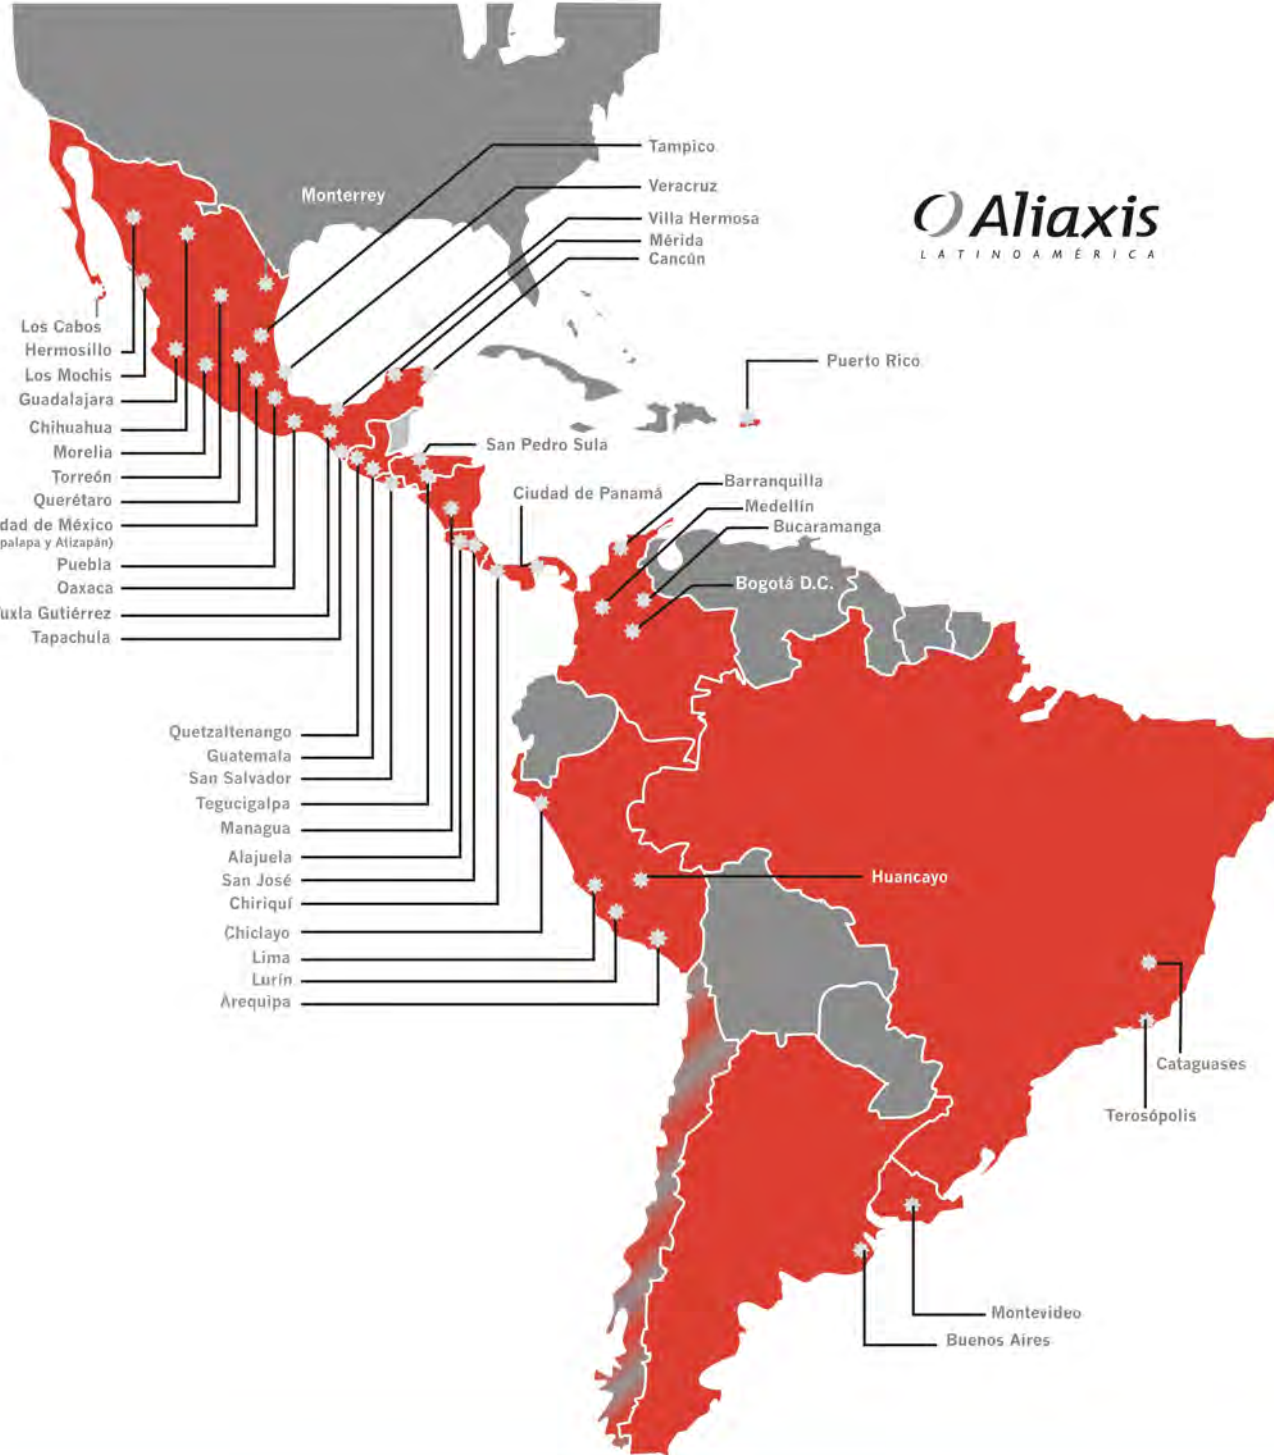 Tampico
Veracruz
Monterrey
Villa Hermosa
Mérida
Cancún
Aliaxis
LATINOAMÉRICA
Los Cabos
Hermosillo
Los Mochis
Guadalajara
Chihuahua
Morelia
Torreón
Querétaro
dad de México
palapa y Atizapán)
Puebla
Oaxaca
uxla Gutiérrez
Tapachula
Puerto Rico
San Pedro Sula
Ciudad de Panamá
Barranquilla
Medellín
Bucaramanga
Bogotá D.C.
Quetzaltenango
Guatemala
San Salvador
Tegucigalpa
Managua
Alajuela
San José
Chiriquí
Chiclayo
Lima
Lurín
Arequipa
Huancayo
Cataguases
Terosópolis
Montevideo
Buenos Aires